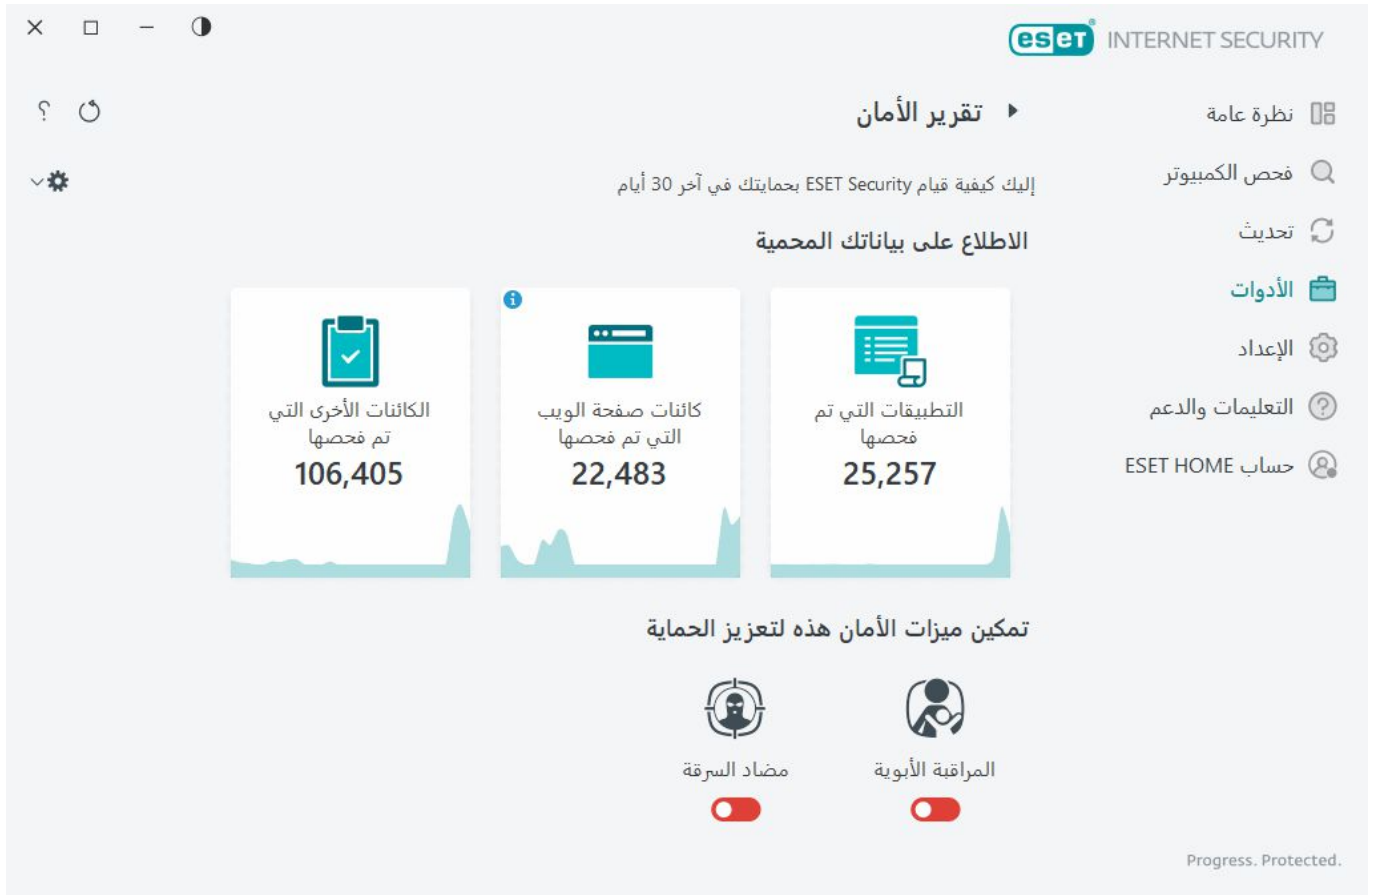 eset INTERNET SECURITY
نظرة عامة
فحص الكمبيوتر
تحديث
الأدوات
الإعداد
التعليمات والدعم
حساب ESET HOME
تقرير الأمان
؟
إليك كيفية قيام ESET Security بحمايتك في آخر 30 أيام
الاطلاع على بياناتك المحمية
التطبيقات التي تم
فحصها
25,257
كائنات صفحة الويب
التي تم فحصها
22,483
الكائنات الأخرى التي
تم فحصها
106,405
تمكين ميزات الأمان هذه لتعزيز الحماية
المراقبة الأبوية
مضاد السرقة
Progress. Protected.